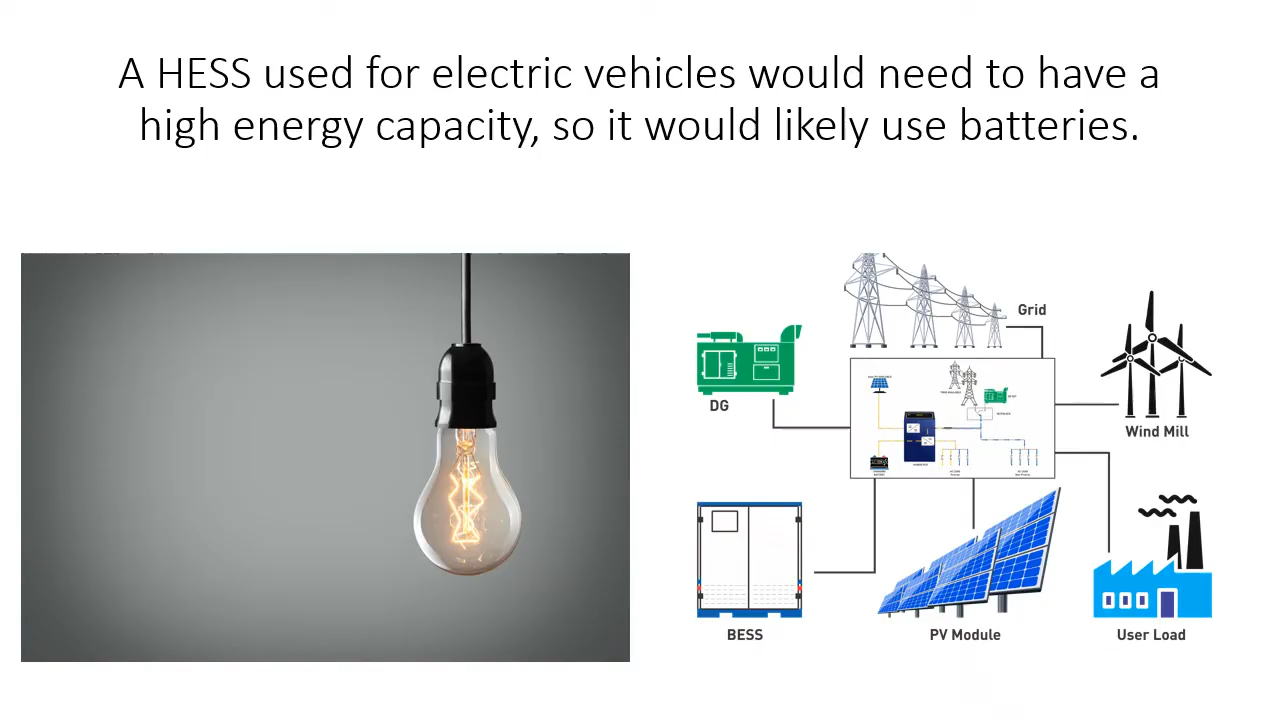 A HESS used for electric vehicles would need to have a
high energy capacity, so it would likely use batteries.
Grid
DG
Wind Mill
BESS
PV Module
User Load